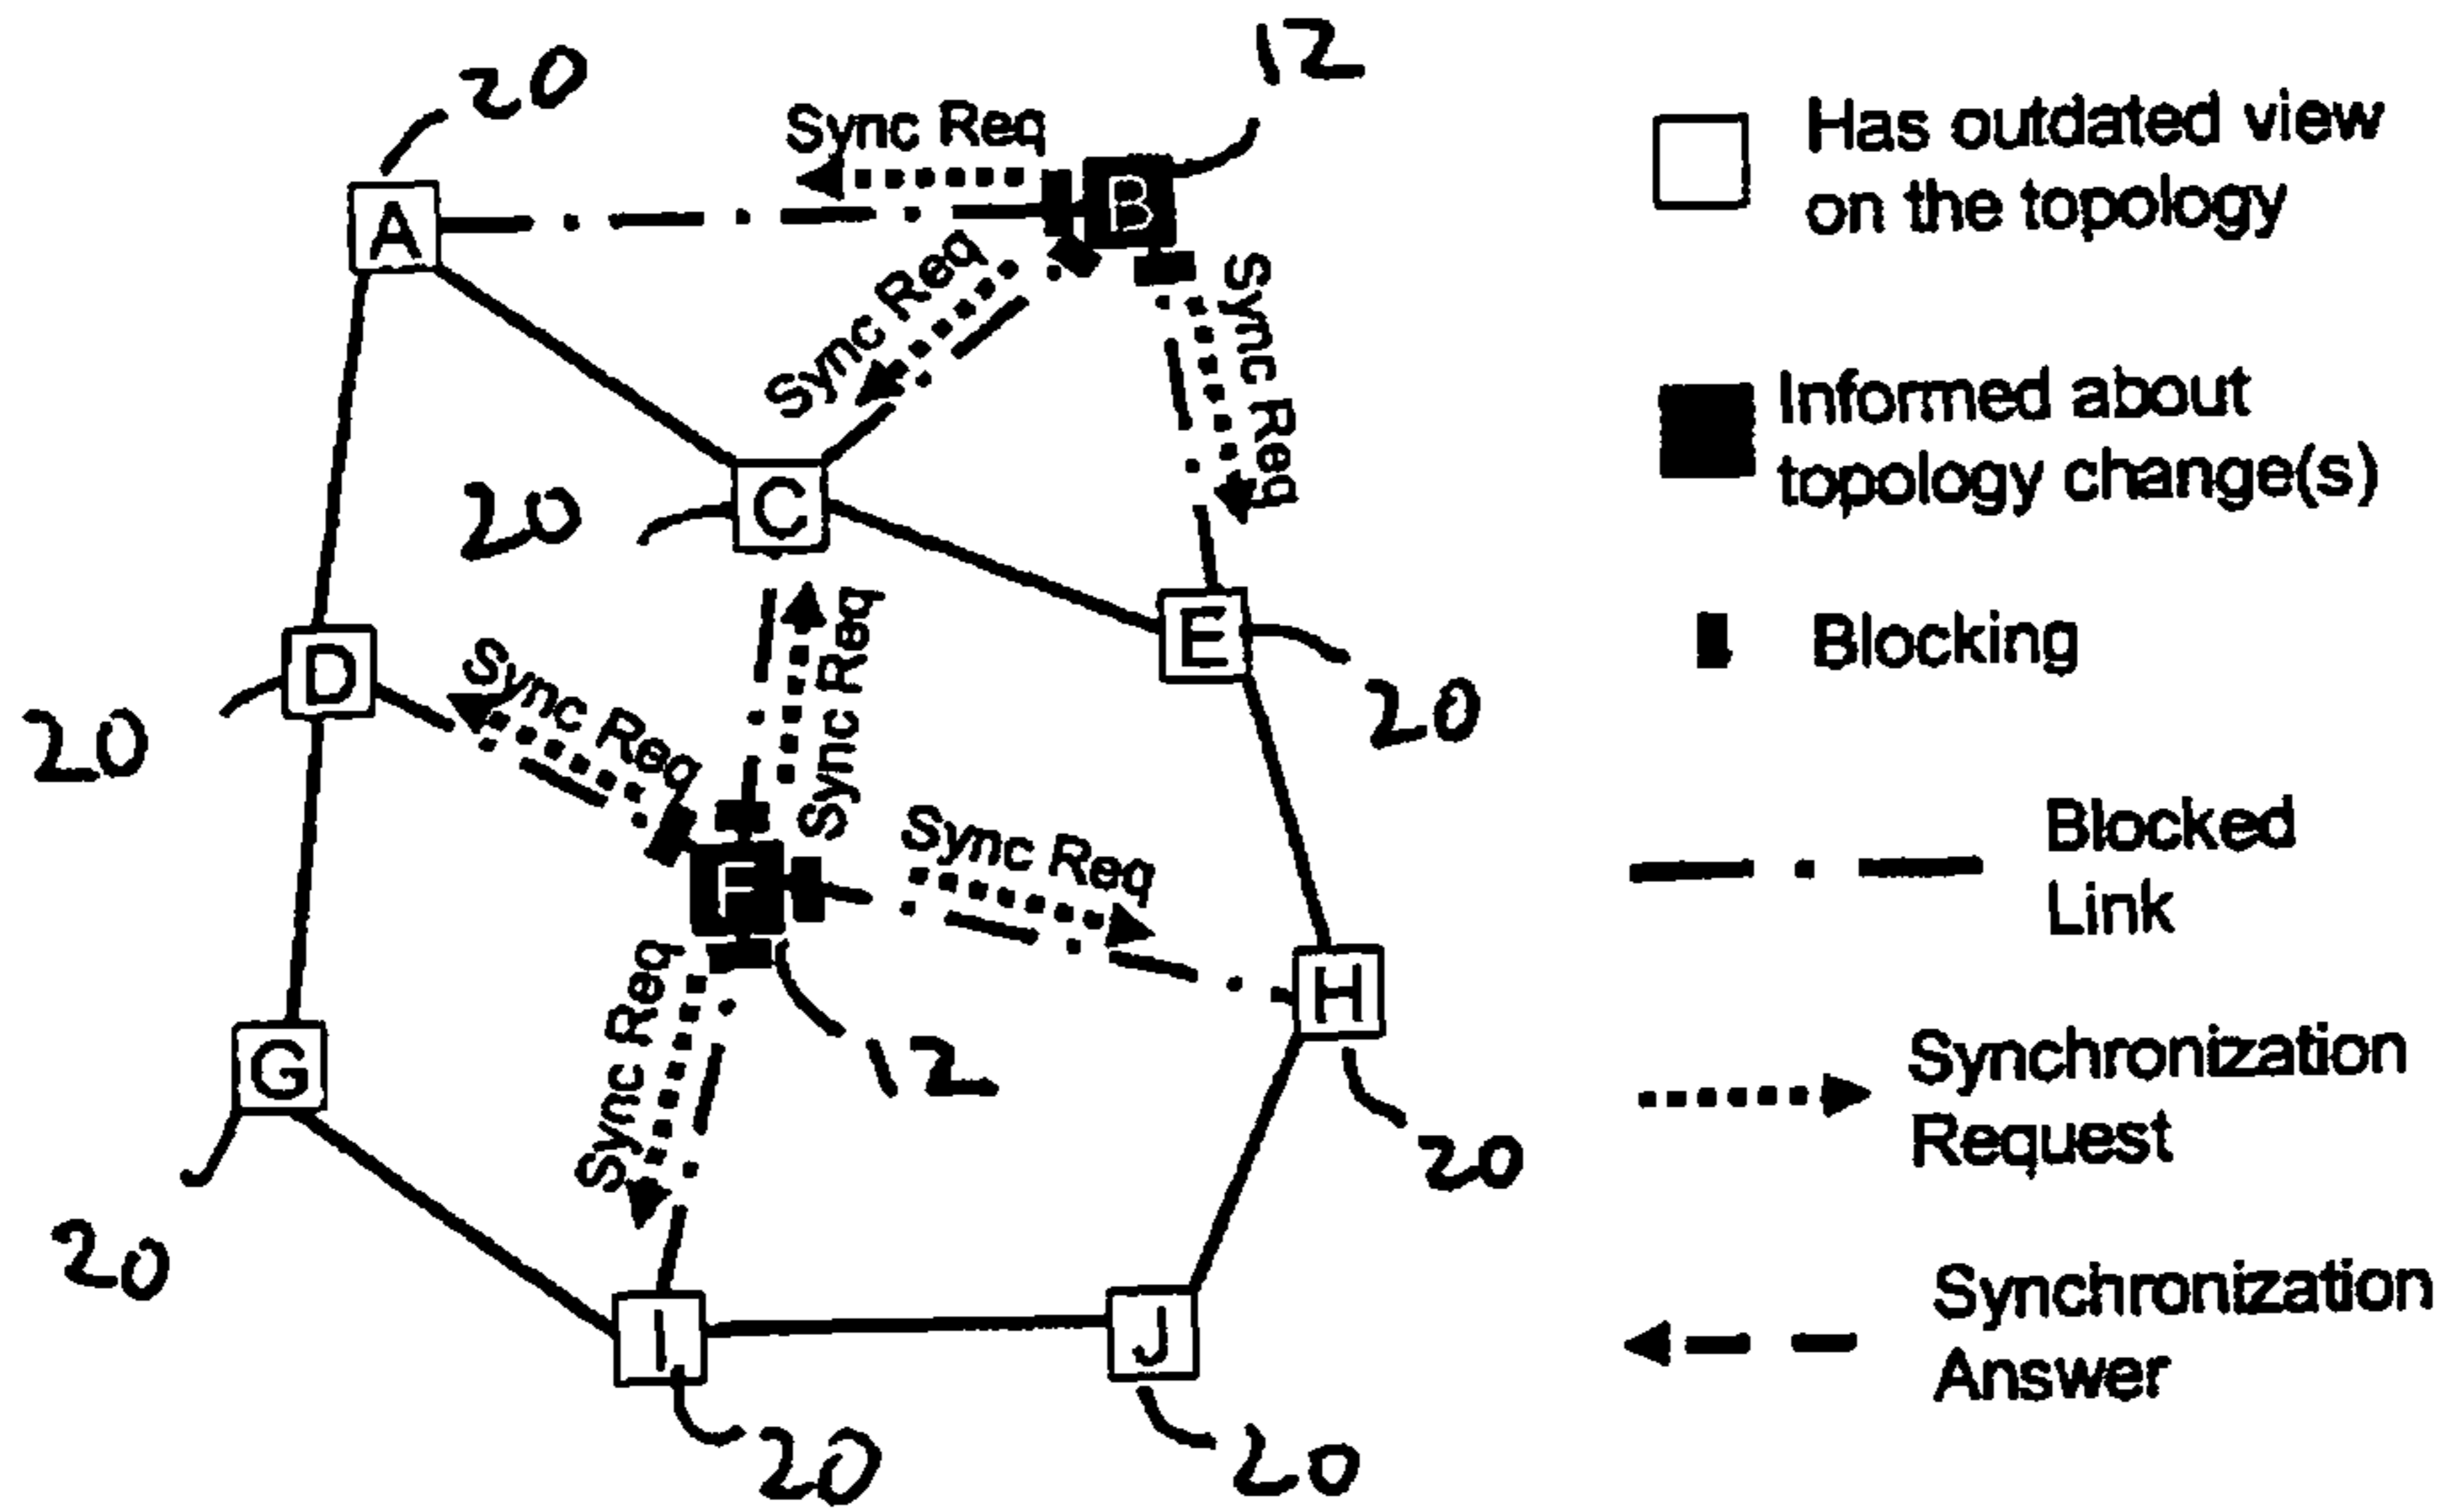 12
20
Sync Req
A
B
Sync Req
Sync Req
20
C
E
20
D
20
Sync Req
Sync Req
Sync Req
F
H
Sync Req
12
G
20
20
I
J
20
20
Has outdated view
on the topology
Informed about
topology change(s)
Blocking
Blocked
Link
Synchronization
Request
Synchronization
Answer